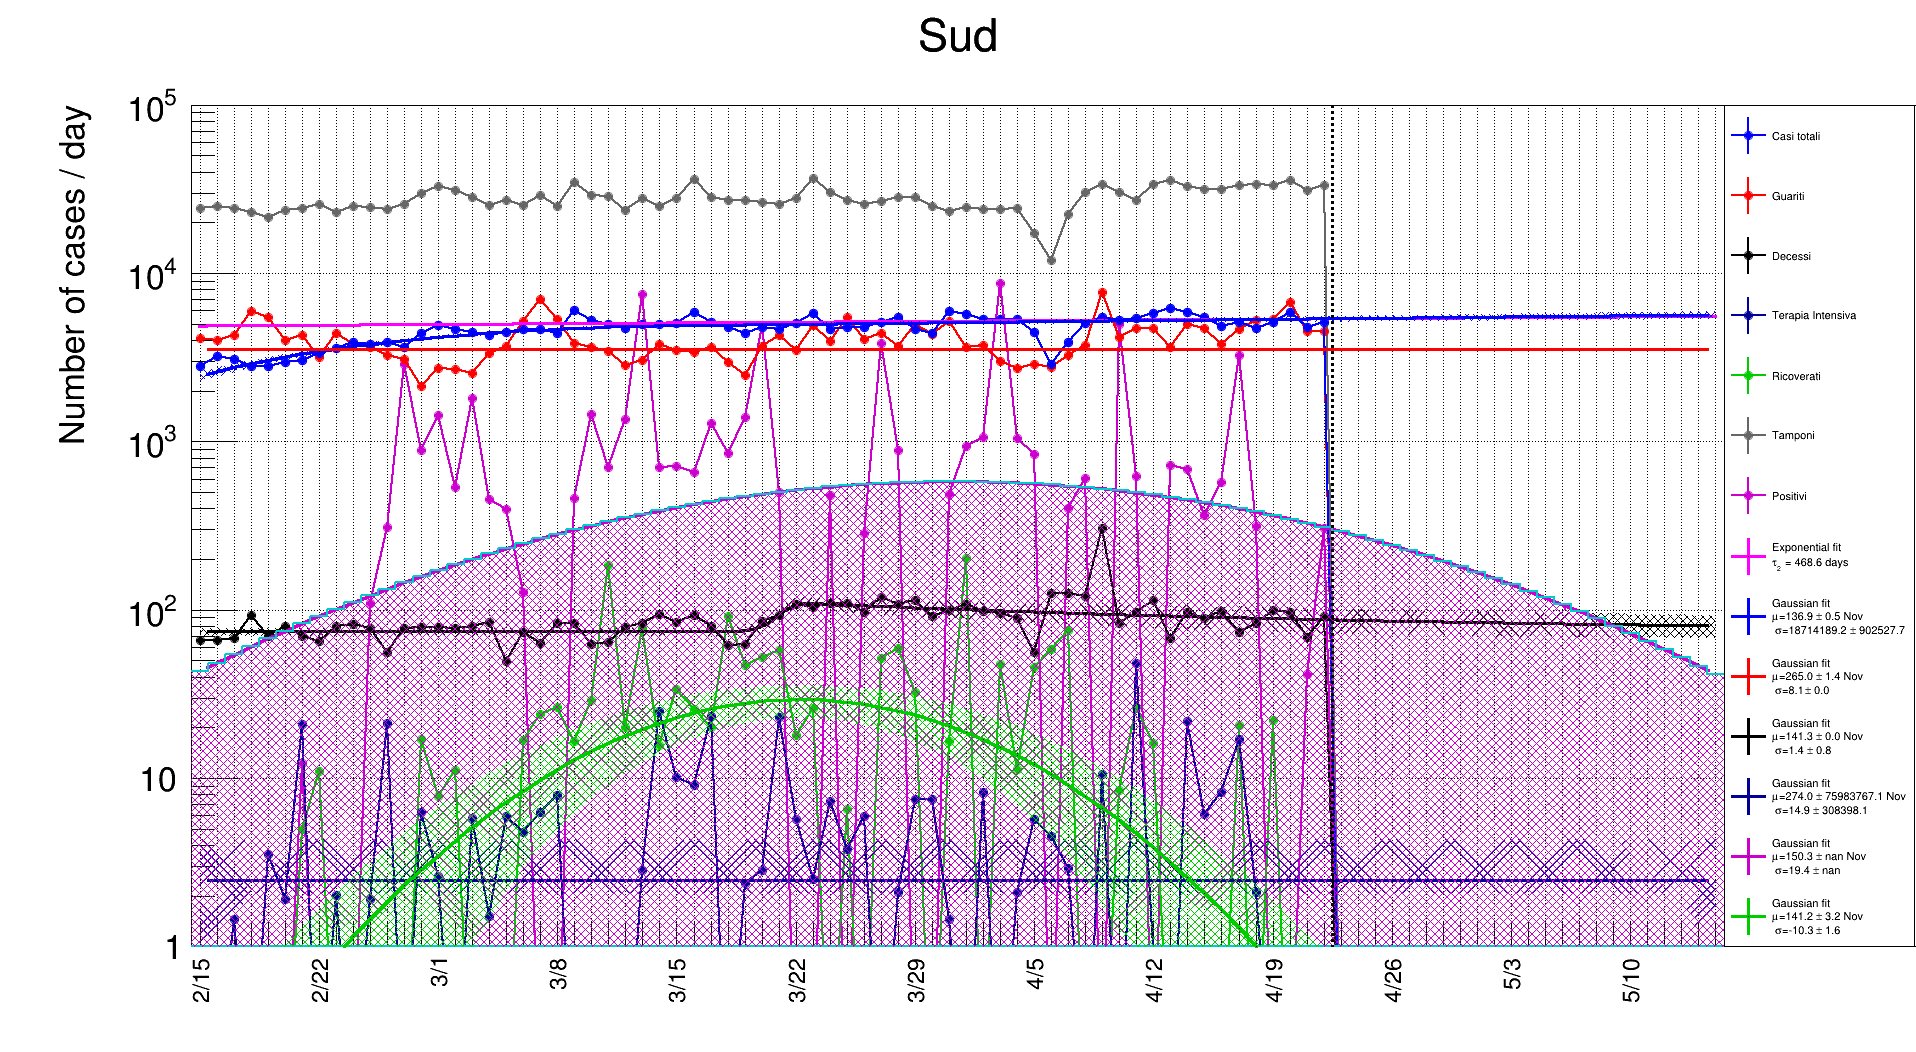 Sud
Number of cases / day
10^5
10^4
10^3
10^2
10
1
2/15
2/22
3/1
3/8
3/15
3/22
3/29
4/5
4/12
4/19
4/26
5/3
5/10
Casi totali
Guariti
Decessi
Terapia Intensiva
Ricoverati
Tamponi
Positivi
Exponential fit
τ_2 = 468.6 days
Gaussian fit
μ=136.9 ± 0.5 Nov
σ=18714189.2 ± 902527.7
Gaussian fit
μ=265.0 ± 1.4 Nov
σ=8.1 ± 0.0
Gaussian fit
μ=141.3 ± 0.0 Nov
σ=1.4 ± 0.8
Gaussian fit
μ=274.0 ± 75983767.1 Nov
σ=14.9 ± 308398.1
Gaussian fit
μ=150.3 ± nan Nov
σ=19.4 ± nan
Gaussian fit
μ=141.2 ± 3.2 Nov
σ=-10.3 ± 1.6